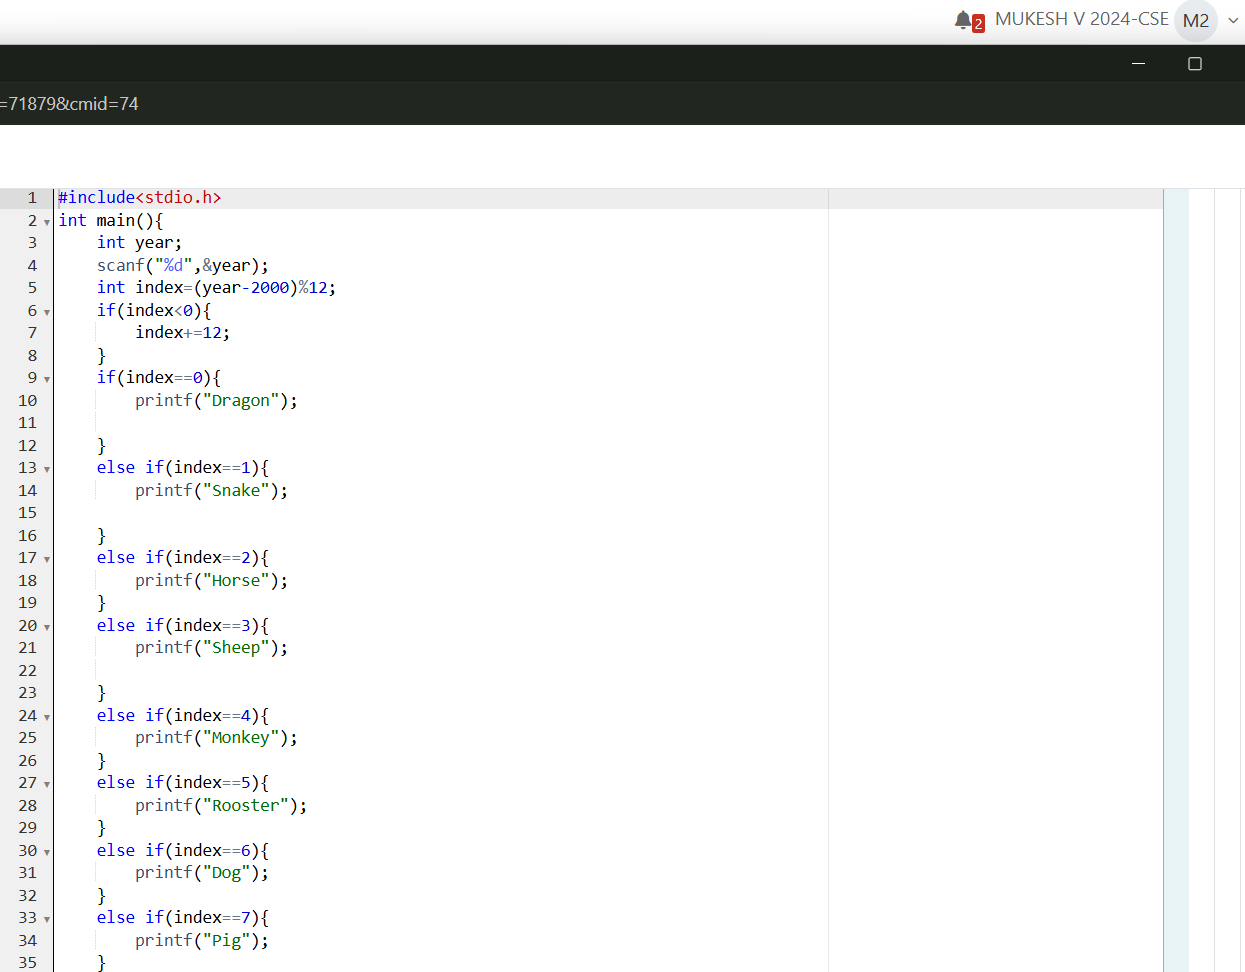 2 MUKESH V 2024-CSE M2
=71879&cmid=74
1 #include<stdio.h>
2 int main(){
3     int year;
4     scanf("%d",&year);
5     int index=(year-2000)%12;
6     if(index<0){
7         index+=12;
8     }
9     if(index==0){
10         printf("Dragon");
11
12     }
13     else if(index==1){
14         printf("Snake");
15
16     }
17     else if(index==2){
18         printf("Horse");
19     }
20     else if(index==3){
21         printf("Sheep");
22
23     }
24     else if(index==4){
25         printf("Monkey");
26     }
27     else if(index==5){
28         printf("Rooster");
29     }
30     else if(index==6){
31         printf("Dog");
32     }
33     else if(index==7){
34         printf("Pig");
35     }